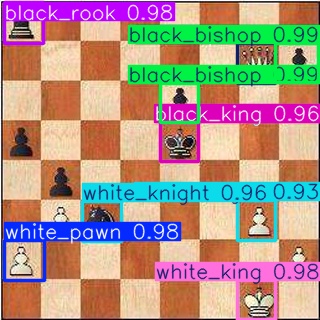 black_rook 0.98
black_bishop 0.99
black_bishop 0.99
black_king 0.96
white_knight 0.96 0.93
white_pawn 0.98
white_king 0.98